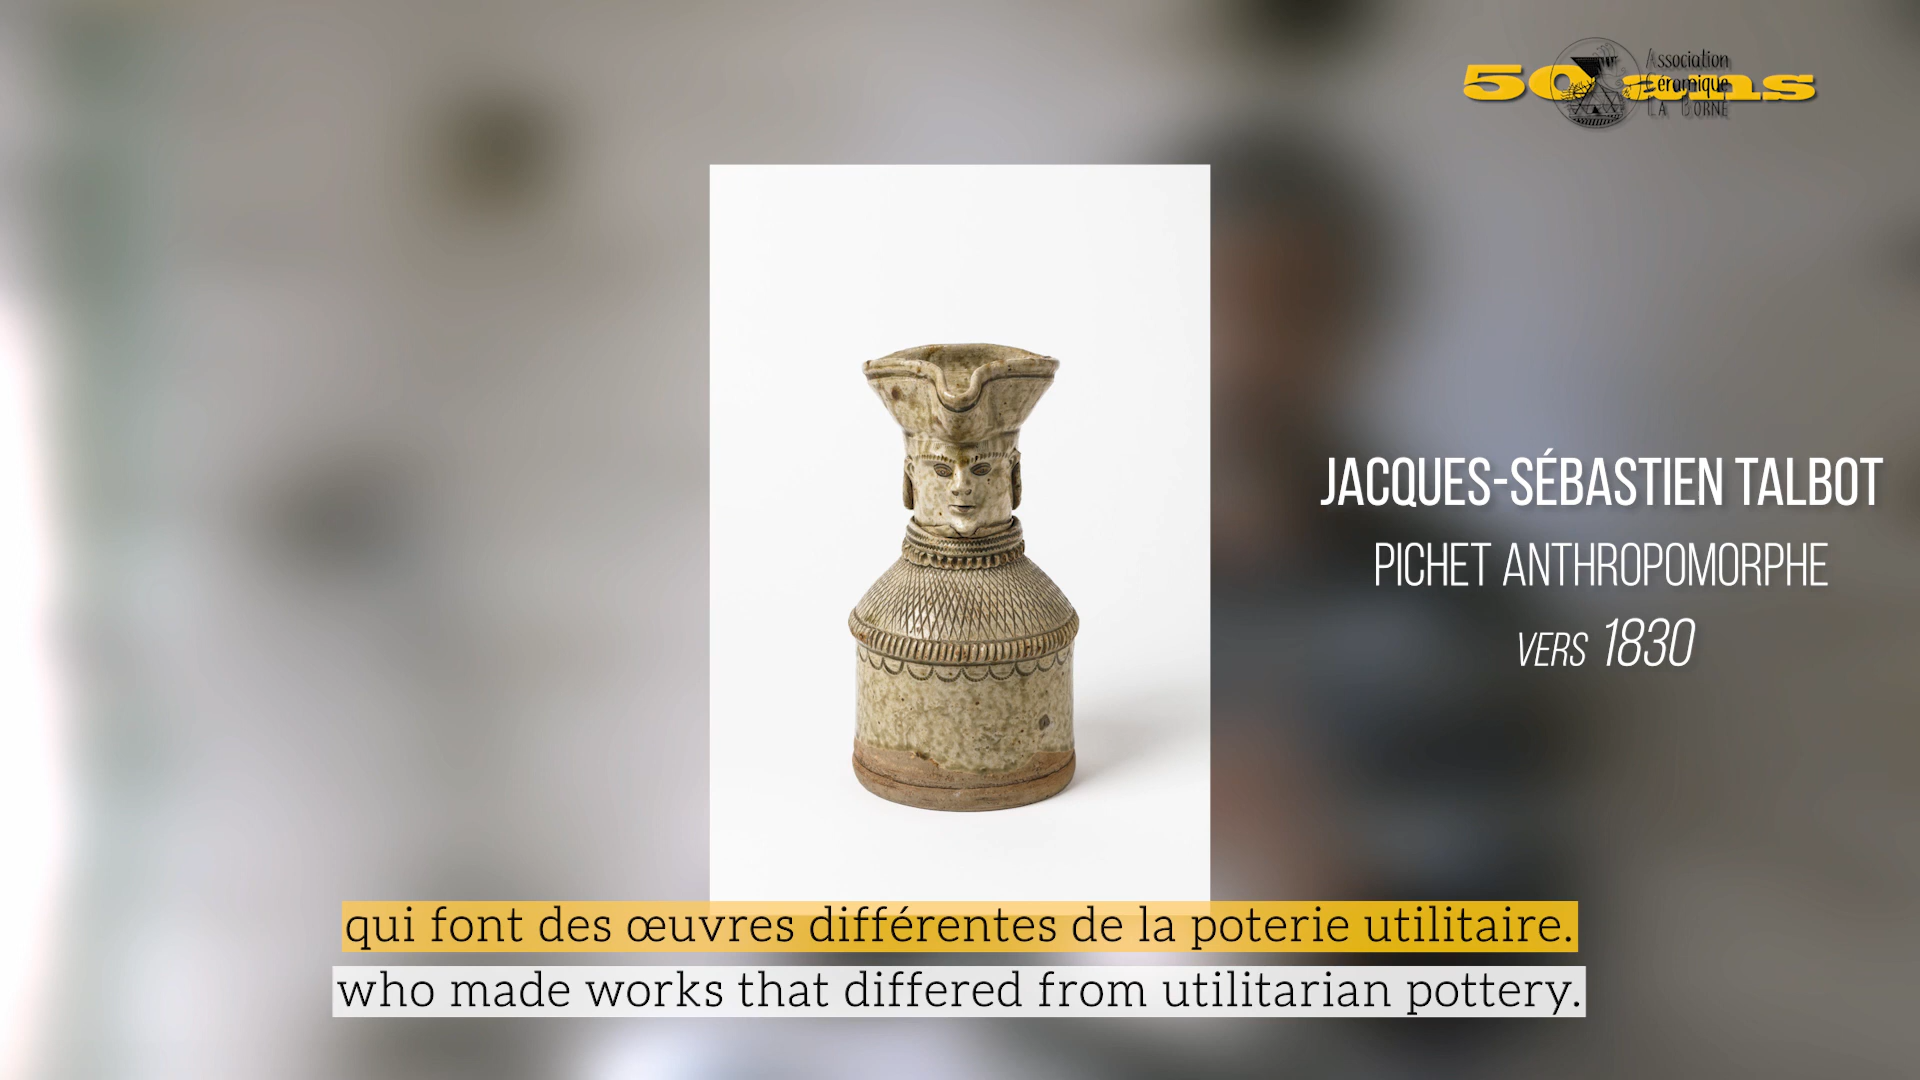 50 ans
Association
Céramique
LA BORNE
JACQUES-SÉBASTIEN TALBOT
PICHET ANTHROPOMORPHE
VERS 1830
qui font des œuvres différentes de la poterie utilitaire.
who made works that differed from utilitarian pottery.